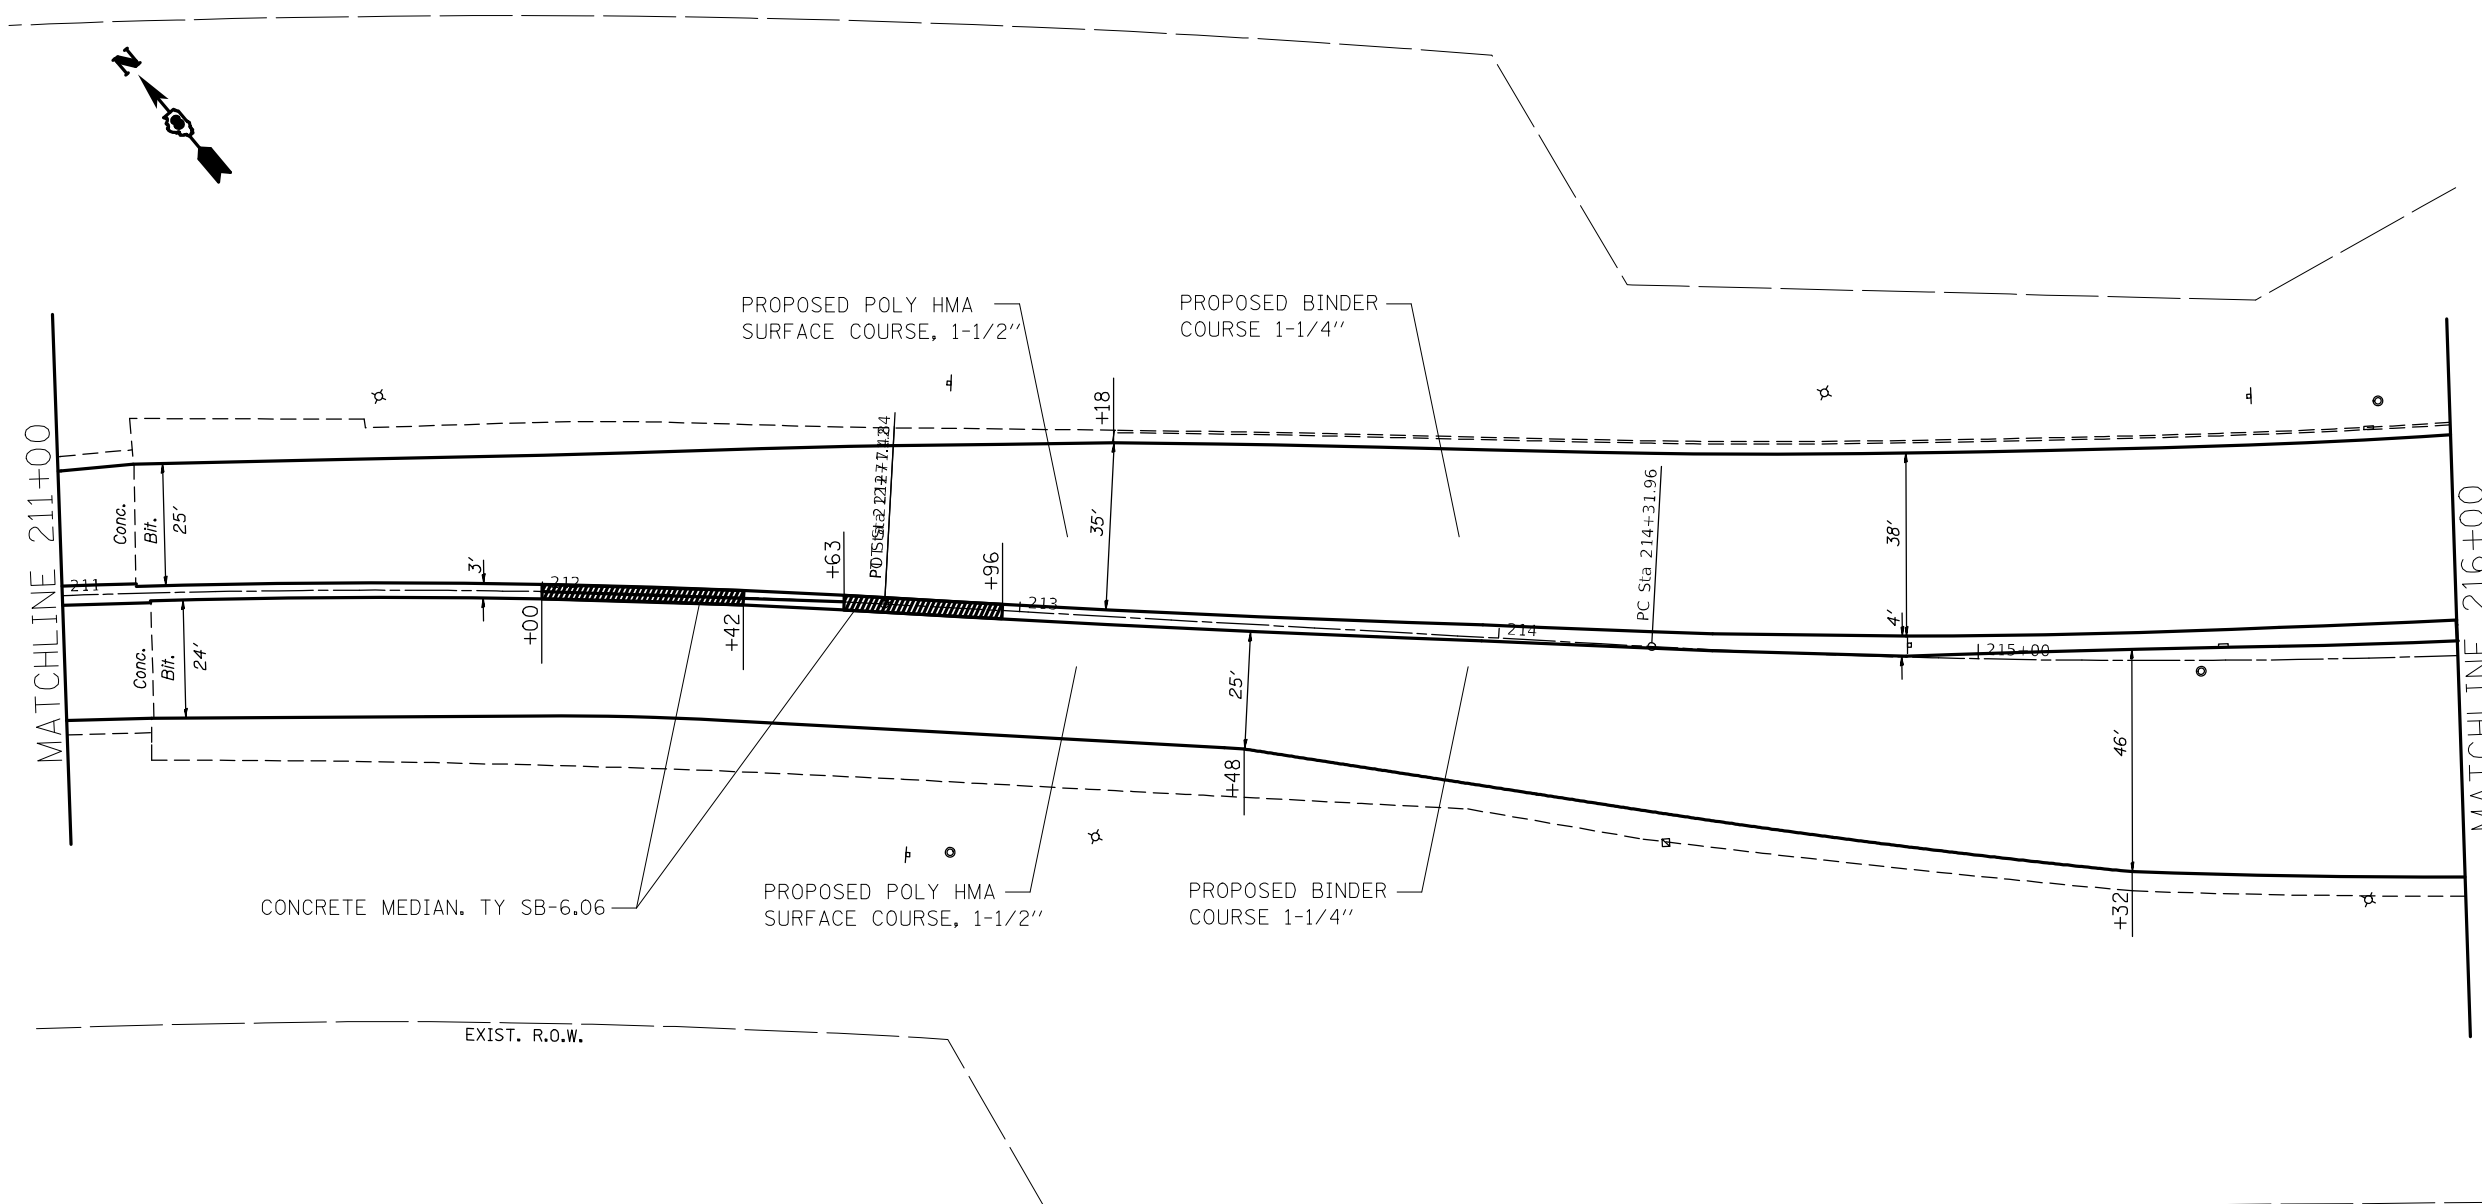 N
PROPOSED POLY HMA
SURFACE COURSE, 1-1/2"
PROPOSED BINDER
COURSE 1-1/4"
MATCHLINE 211+00
Conc.
Bit.
25'
3'
211
212
+00
+42
+63
+96
213
+18
35'
PC Sta 214+31.96
214
38'
4'
215+00
MATCHLINE 216+00
Conc.
Bit.
24'
25'
+48
46'
+32
CONCRETE MEDIAN. TY SB-6.06
PROPOSED POLY HMA
SURFACE COURSE, 1-1/2"
PROPOSED BINDER
COURSE 1-1/4"
EXIST. R.O.W.